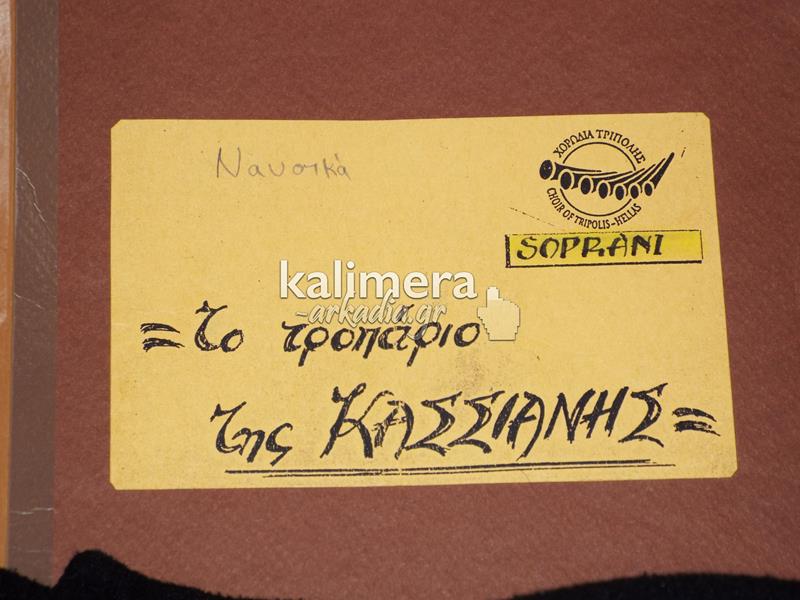 Ναυσικά
ΧΟΡΩΔΙΑ ΤΡΙΠΟΛΗΣ
CHOIR OF TRIPOLIS-HELLAS
SOPRANI
kalimera
-arkadia.gr
=Το τροπάριο
της ΚΑΣΣΙΑΝΗΣ=